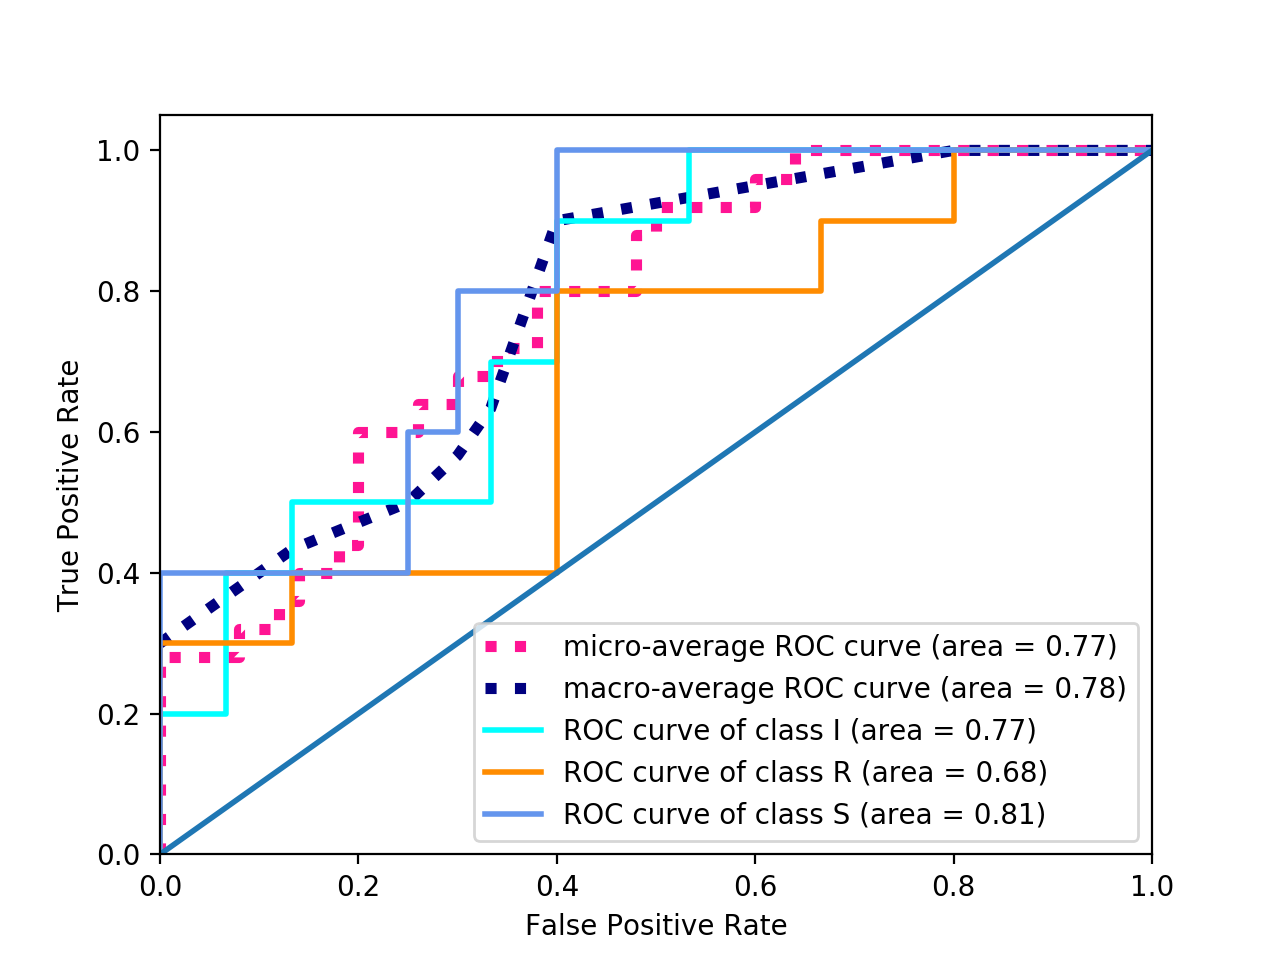 1.0
0.8
0.6
0.4
0.2
0.0
True Positive Rate
micro-average ROC curve (area = 0.77)
macro-average ROC curve (area = 0.78)
ROC curve of class I (area = 0.77)
ROC curve of class R (area = 0.68)
ROC curve of class S (area = 0.81)
0.0 0.2 0.4 0.6 0.8 1.0
False Positive Rate